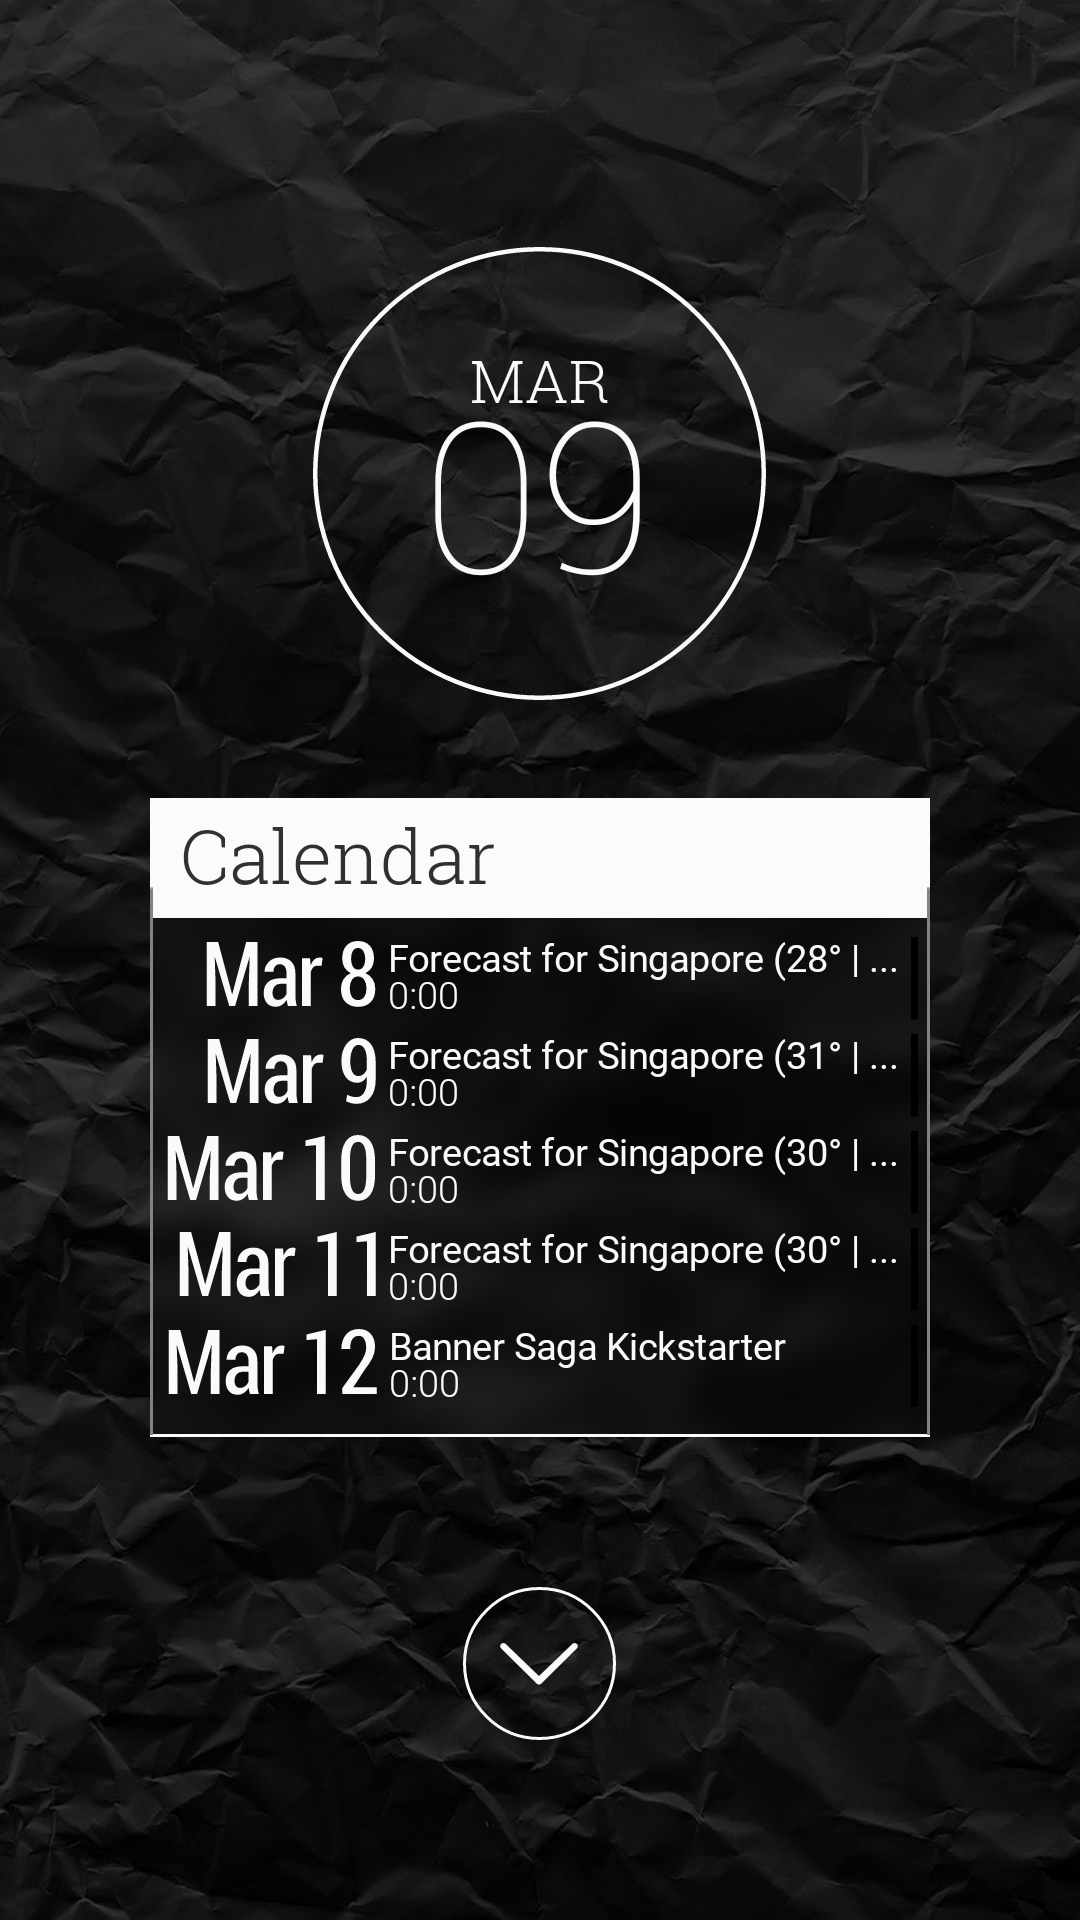 MAR
09
Calendar
Mar 8 Forecast for Singapore (28° | ...
0:00
Mar 9 Forecast for Singapore (31° | ...
0:00
Mar 10 Forecast for Singapore (30° | ...
0:00
Mar 11 Forecast for Singapore (30° | ...
0:00
Mar 12 Banner Saga Kickstarter
0:00